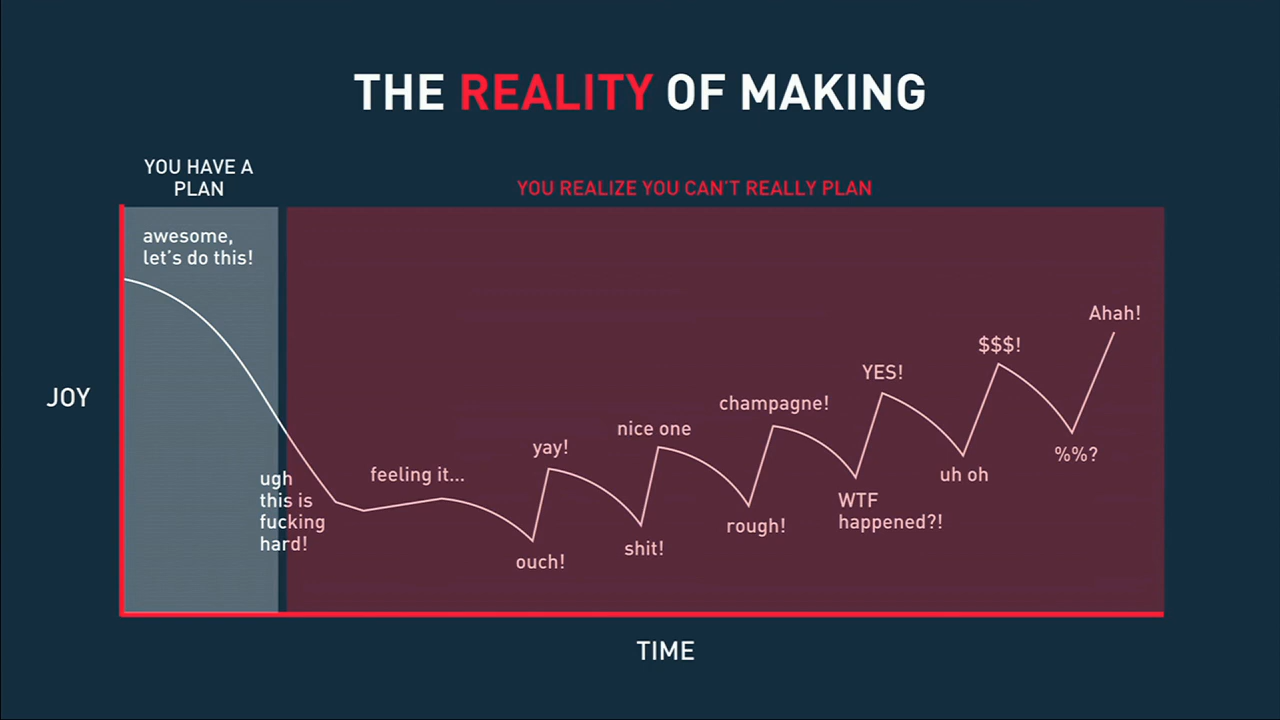 THE REALITY OF MAKING
YOU HAVE A
PLAN
YOU REALIZE YOU CAN'T REALLY PLAN
awesome,
let's do this!
JOY
ugh
this is
fucking
hard!
feeling it...
ouch!
yay!
shit!
nice one
rough!
champagne!
WTF
happened?!
YES!
uh oh
$$$!
%%?
Ahah!
TIME